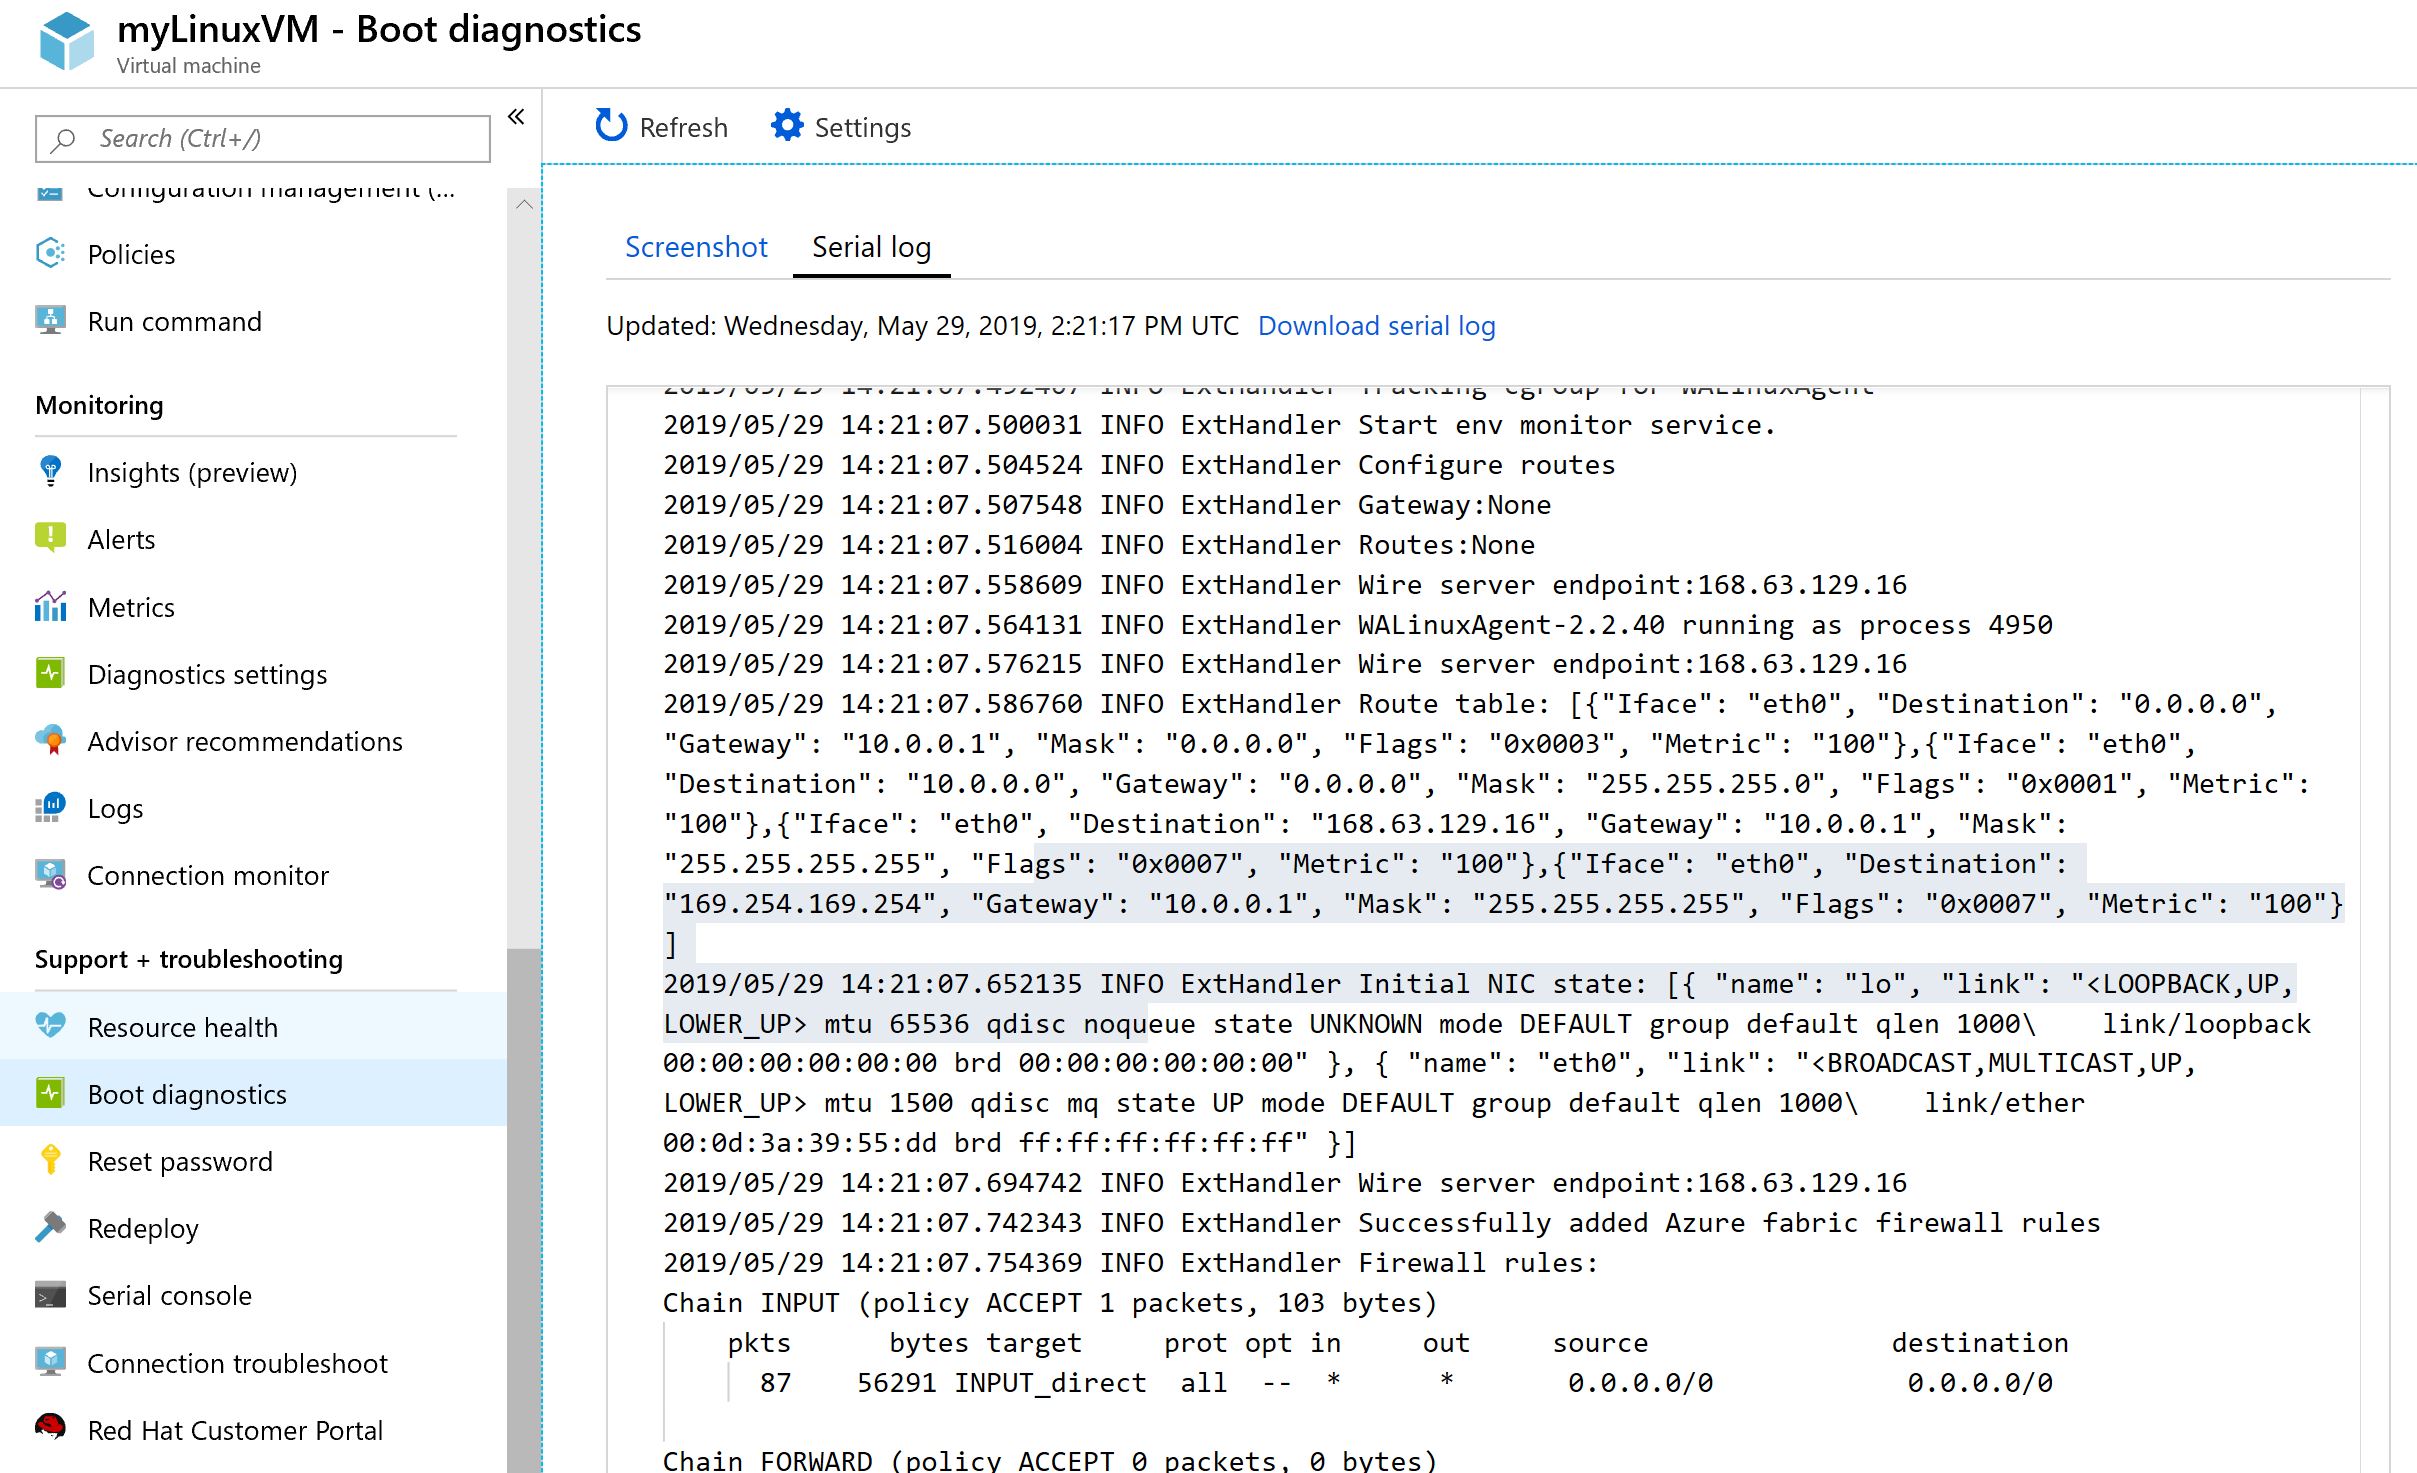 myLinuxVM - Boot diagnostics
Virtual machine
Search (Ctrl+/)
«
Configuration management (...
Policies
Run command
Monitoring
Insights (preview)
Alerts
Metrics
Diagnostics settings
Advisor recommendations
Logs
Connection monitor
Support + troubleshooting
Resource health
Boot diagnostics
Reset password
Redeploy
Serial console
Connection troubleshoot
Red Hat Customer Portal
Refresh
Settings
Screenshot
Serial log
Updated: Wednesday, May 29, 2019, 2:21:17 PM UTC Download serial log
2019/05/29 14:21:07.492467 INFO ExtHandler Tracking cgroup for WALinuxAgent
2019/05/29 14:21:07.500031 INFO ExtHandler Start env monitor service.
2019/05/29 14:21:07.504524 INFO ExtHandler Configure routes
2019/05/29 14:21:07.507548 INFO ExtHandler Gateway:None
2019/05/29 14:21:07.516004 INFO ExtHandler Routes:None
2019/05/29 14:21:07.558609 INFO ExtHandler Wire server endpoint:168.63.129.16
2019/05/29 14:21:07.564131 INFO ExtHandler WALinuxAgent-2.2.40 running as process 4950
2019/05/29 14:21:07.576215 INFO ExtHandler Wire server endpoint:168.63.129.16
2019/05/29 14:21:07.586760 INFO ExtHandler Route table: [{"Iface": "eth0", "Destination": "0.0.0.0",
"Gateway": "10.0.0.1", "Mask": "0.0.0.0", "Flags": "0x0003", "Metric": "100"},{"Iface": "eth0",
"Destination": "10.0.0.0", "Gateway": "0.0.0.0", "Mask": "255.255.255.0", "Flags": "0x0001", "Metric":
"100"},{"Iface": "eth0", "Destination": "168.63.129.16", "Gateway": "10.0.0.1", "Mask":
"255.255.255.255", "Flags": "0x0007", "Metric": "100"},{"Iface": "eth0", "Destination":
"169.254.169.254", "Gateway": "10.0.0.1", "Mask": "255.255.255.255", "Flags": "0x0007", "Metric": "100"}
]
2019/05/29 14:21:07.652135 INFO ExtHandler Initial NIC state: [{ "name": "lo", "link": "<LOOPBACK,UP,
LOWER_UP> mtu 65536 qdisc noqueue state UNKNOWN mode DEFAULT group default qlen 1000\    link/loopback
00:00:00:00:00:00 brd 00:00:00:00:00:00" }, { "name": "eth0", "link": "<BROADCAST,MULTICAST,UP,
LOWER_UP> mtu 1500 qdisc mq state UP mode DEFAULT group default qlen 1000\    link/ether
00:0d:3a:39:55:dd brd ff:ff:ff:ff:ff:ff" }]
2019/05/29 14:21:07.694742 INFO ExtHandler Wire server endpoint:168.63.129.16
2019/05/29 14:21:07.742343 INFO ExtHandler Successfully added Azure fabric firewall rules
2019/05/29 14:21:07.754369 INFO ExtHandler Firewall rules:
Chain INPUT (policy ACCEPT 1 packets, 103 bytes)
pkts bytes target prot opt in out source destination
87 56291 INPUT_direct all -- * * 0.0.0.0/0 0.0.0.0/0
Chain FORWARD (policy ACCEPT 0 packets, 0 bytes)